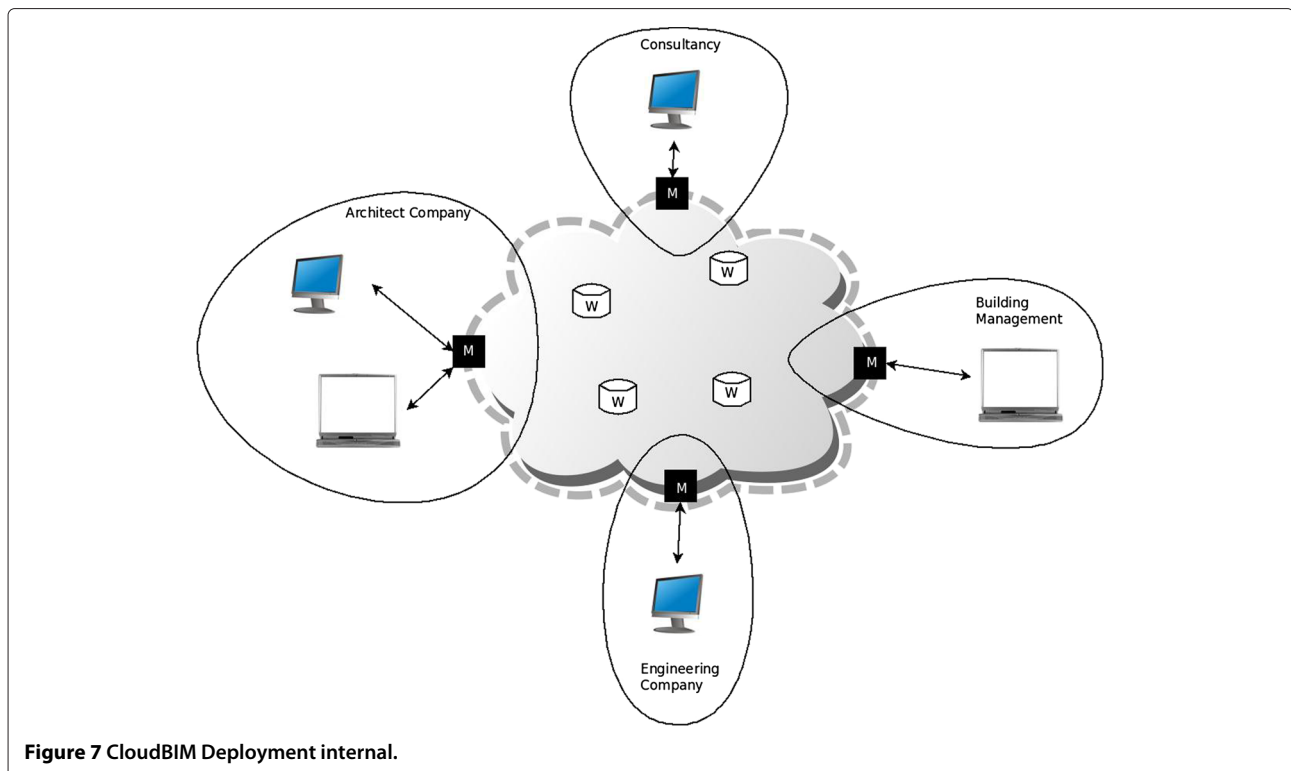 Consultancy
M
Architect Company
W
W
Building
Management
M
M
W
W
M
Engineering
Company
Figure 7 CloudBIM Deployment internal.